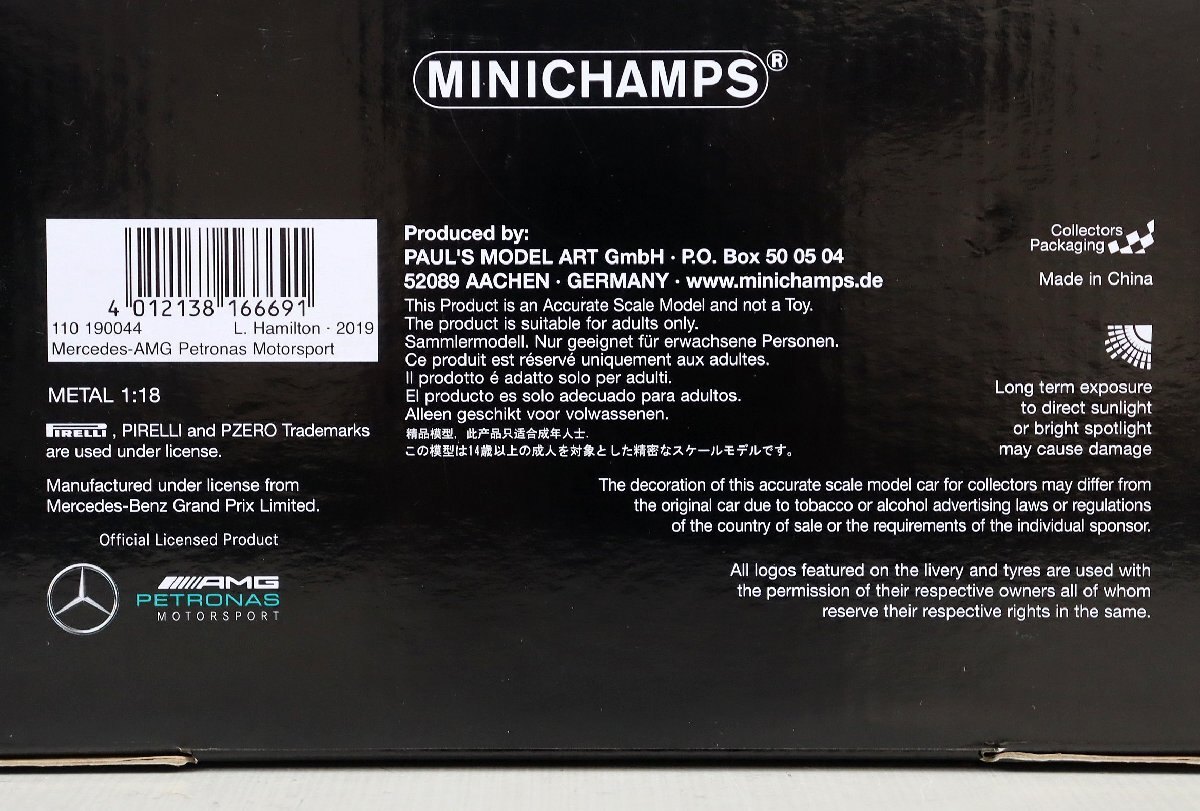 MINICHAMPS®
4 012138 166691
110 190044 L. Hamilton · 2019
Mercedes-AMG Petronas Motorsport
METAL 1:18
PIRELLI , PIRELLI and PZERO Trademarks
are used under license.
Manufactured under license from
Mercedes-Benz Grand Prix Limited.
Official Licensed Product
AMG
PETRONAS
MOTORSPORT
Produced by:
PAUL'S MODEL ART GmbH · P.O. Box 50 05 04
52089 AACHEN · GERMANY · www.minichamps.de
This Product is an Accurate Scale Model and not a Toy.
The product is suitable for adults only.
Sammlermodell. Nur geeignet für erwachsene Personen.
Ce produit est réservé uniquement aux adultes.
Il prodotto é adatto solo per adulti.
El producto es solo adecuado para adultos.
Alleen geschikt voor volwassenen.
精品模型，此产品只适合成年人士.
この模型は14歳以上の成人を対象とした精密なスケールモデルです。
Collectors
Packaging
Made in China
Long term exposure
to direct sunlight
or bright spotlight
may cause damage
The decoration of this accurate scale model car for collectors may differ from
the original car due to tobacco or alcohol advertising laws or regulations
of the country of sale or the requirements of the individual sponsor.
All logos featured on the livery and tyres are used with
the permission of their respective owners all of whom
reserve their respective rights in the same.